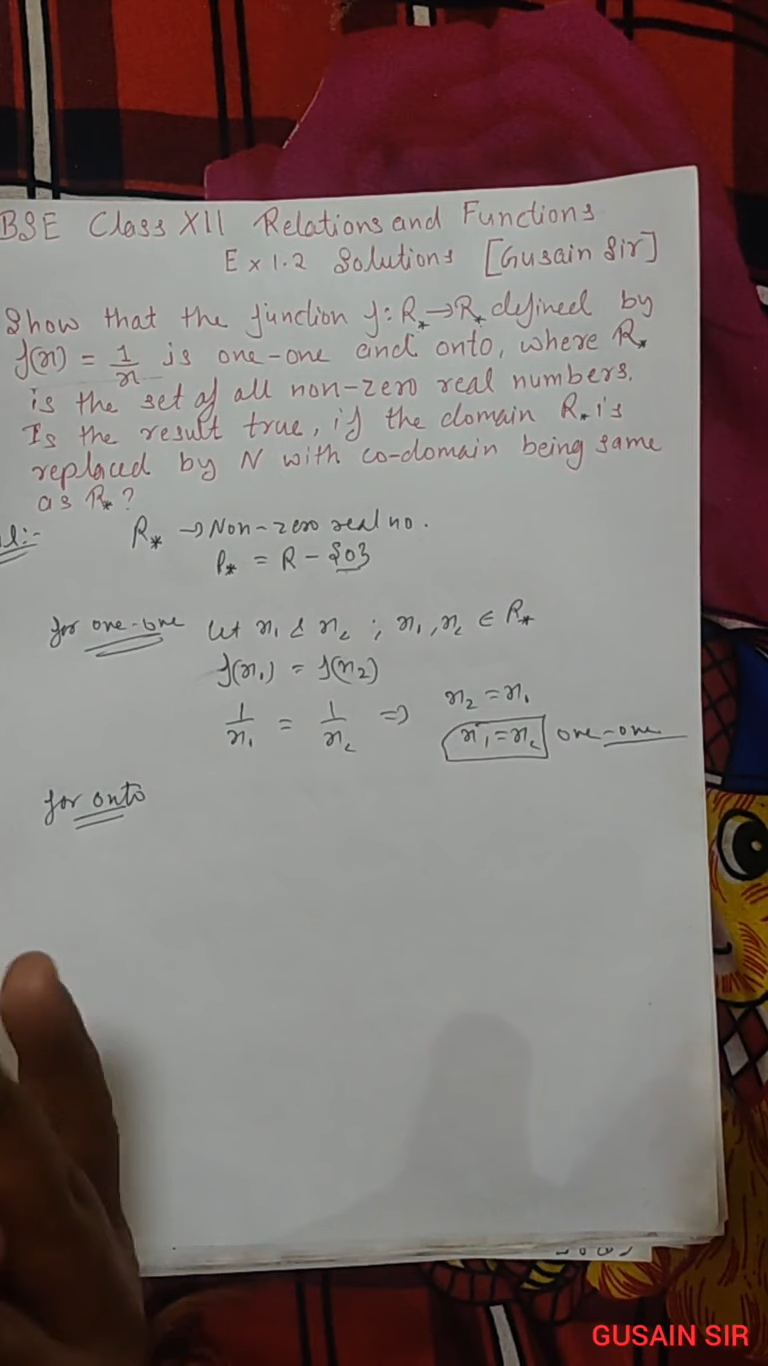 BSE Class XII Relations and Functions
Ex 1.2 Solutions [Gusain Sir]
Show that the function f: R* → R* defined by
f(x) = 1/x is one-one and onto, where R*
is the set of all non-zero real numbers.
Is the result true, if the domain R* is
replaced by N with co-domain being same
as R*?
R* → Non-zero real no.
R* = R - {0}
for one-one let x₁ & x₂ ; x₁, x₂ ∈ R*
f(x₁) = f(x₂)
1/x₁ = 1/x₂ ⇒ x₂ = x₁
x₁ = x₂ one-one
for onto
GUSAIN SIR